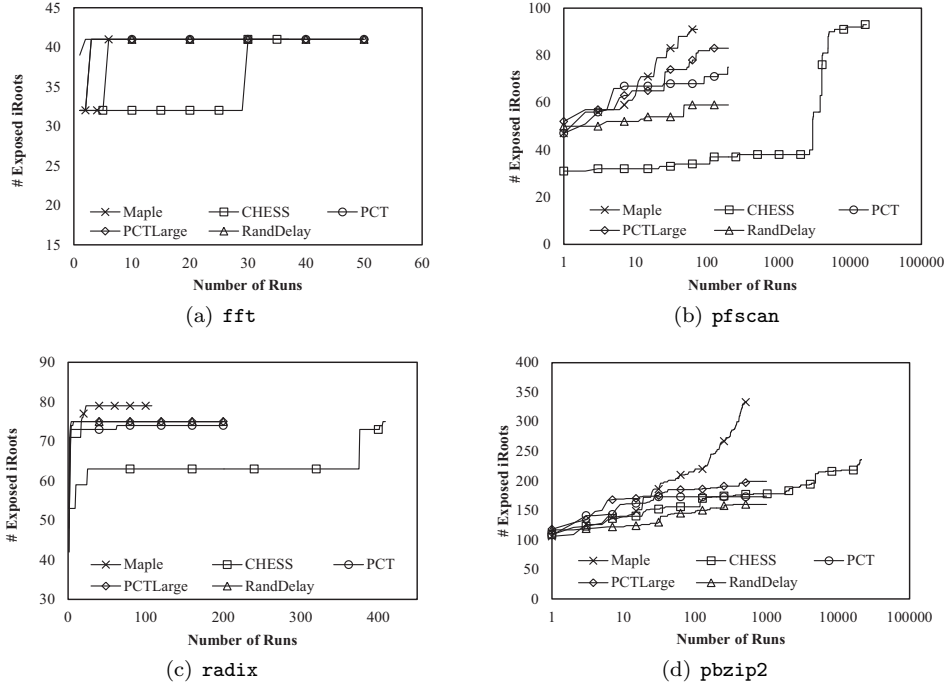 45
40
35
30
25
20
15
# Exposed iRoots
Maple CHESS PCT
PCTLarge RandDelay
0 10 20 30 40 50 60
Number of Runs
(a) fft
100
80
60
40
20
0
# Exposed iRoots
Maple CHESS PCT
PCTLarge RandDelay
1 10 100 1000 10000 100000
Number of Runs
(b) pfscan
90
80
70
60
50
40
30
# Exposed iRoots
Maple CHESS PCT
PCTLarge RandDelay
0 100 200 300 400
Number of Runs
(c) radix
400
350
300
250
200
150
100
50
0
# Exposed iRoots
Maple CHESS PCT
PCTLarge RandDelay
1 10 100 1000 10000 100000
Number of Runs
(d) pbzip2